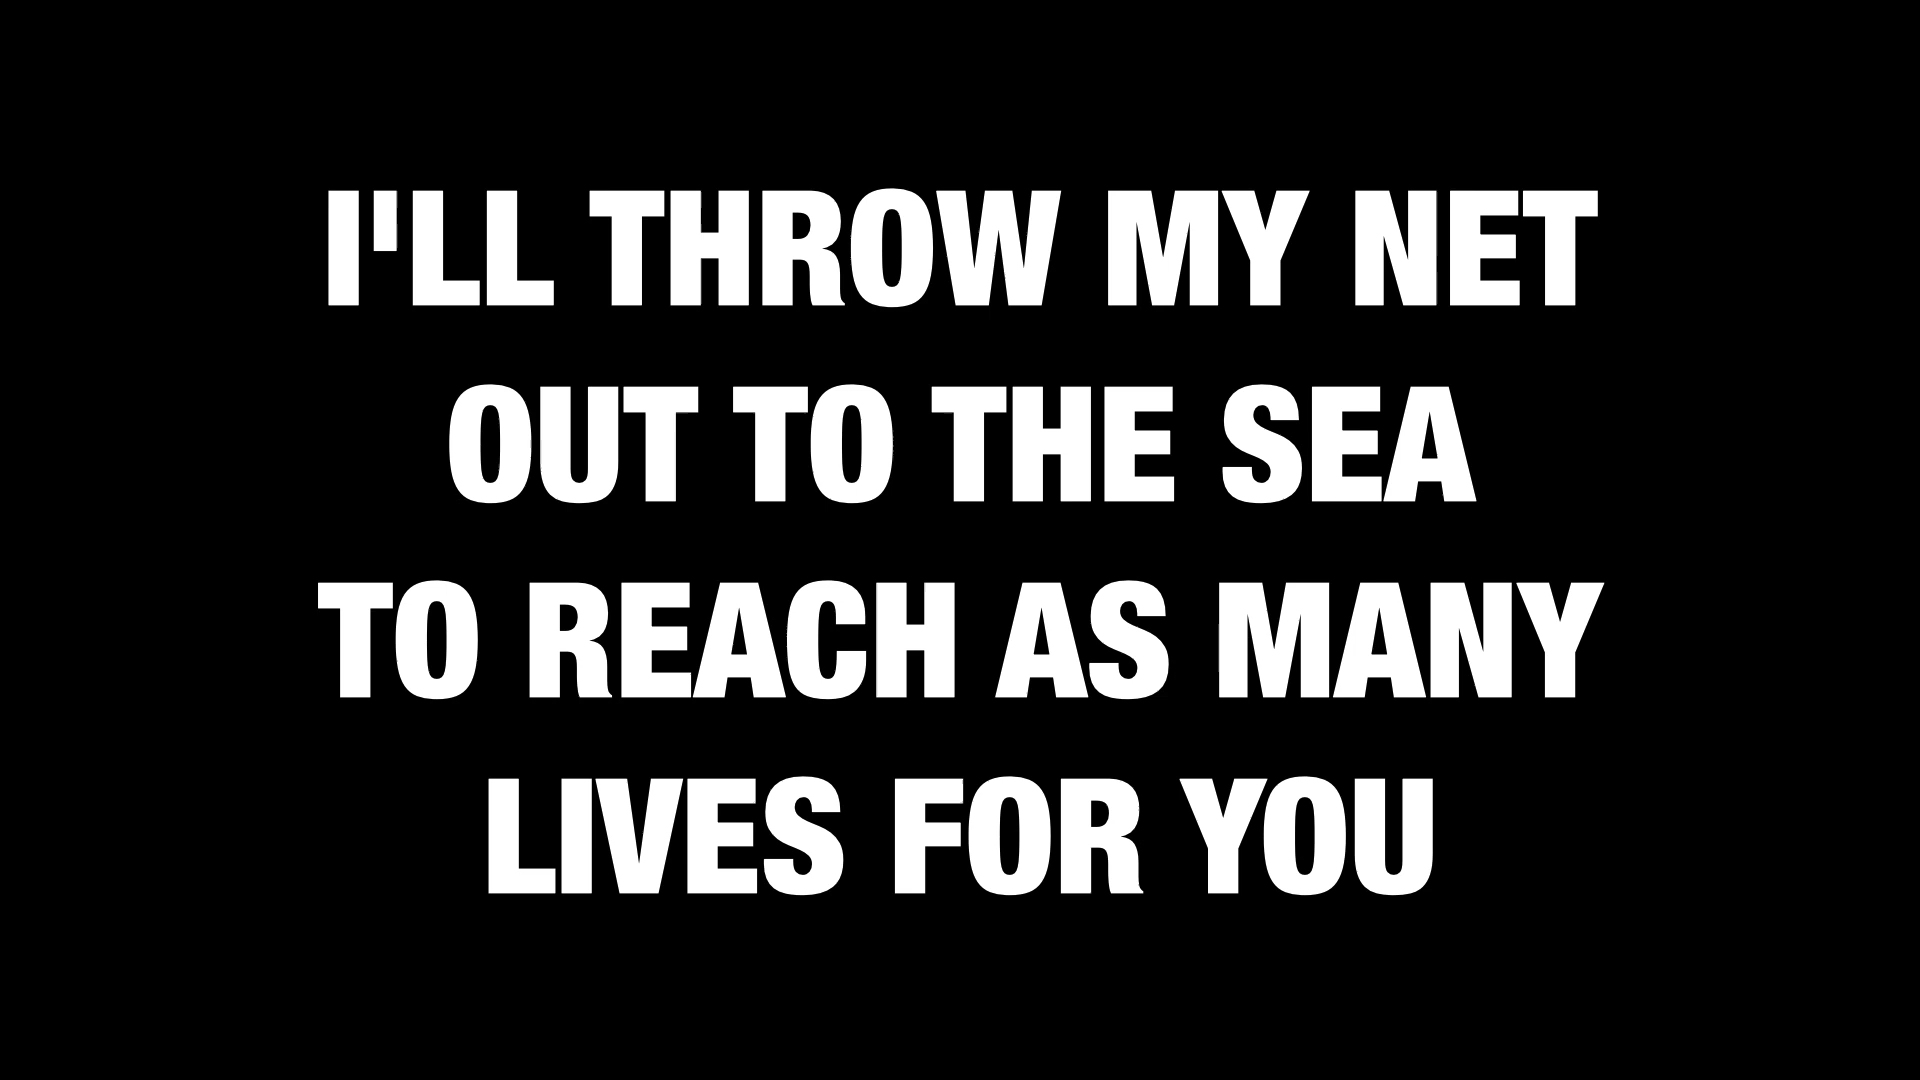 I'LL THROW MY NET
OUT TO THE SEA
TO REACH AS MANY
LIVES FOR YOU